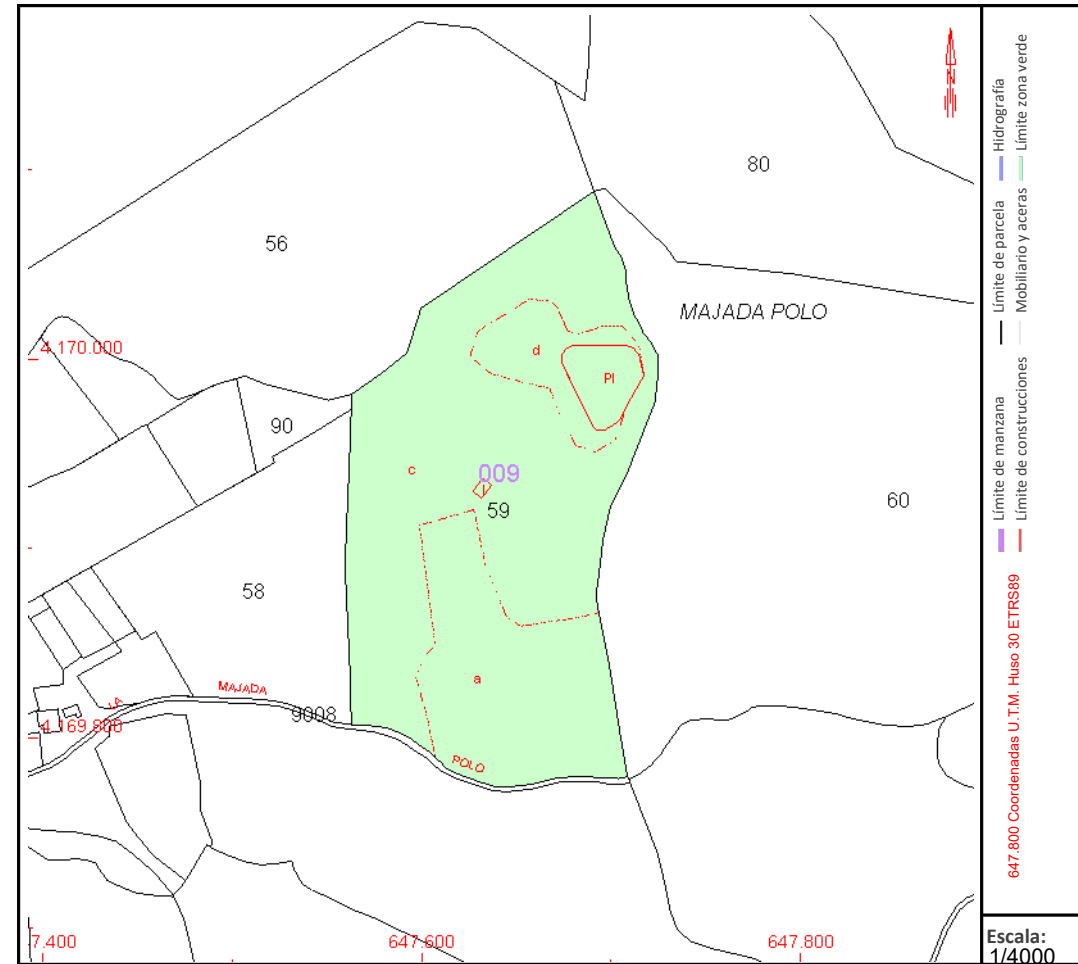 N
80
56
MAJADA POLO
4.170.000
d
PI
90
c
009
I
59
60
58
a
LA MAJADA POLO
9008
4.169.800
7.400
647.600
647.800
Límite de manzana
Límite de parcela
Hidrografía
Límite de construcciones
Mobiliario y aceras
Límite zona verde
647.800 Coordenadas U.T.M. Huso 30 ETRS89
Escala:
1/4000